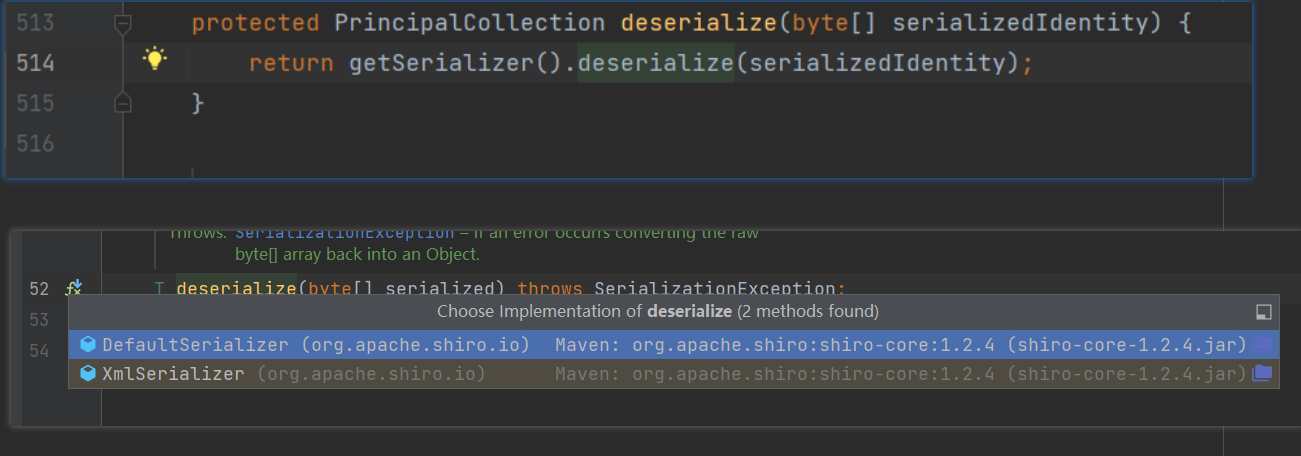 513 protected PrincipalCollection deserialize(byte[] serializedIdentity) {
514 return getSerializer().deserialize(serializedIdentity);
515 }
516
Throws: SerializationException – if an error occurrs converting the raw
byte[] array back into an Object.
52 T deserialize(byte[] serialized) throws SerializationException;
Choose Implementation of deserialize (2 methods found)
53
DefaultSerializer (org.apache.shiro.io) Maven: org.apache.shiro:shiro-core:1.2.4 (shiro-core-1.2.4.jar)
54
XmlSerializer (org.apache.shiro.io) Maven: org.apache.shiro:shiro-core:1.2.4 (shiro-core-1.2.4.jar)